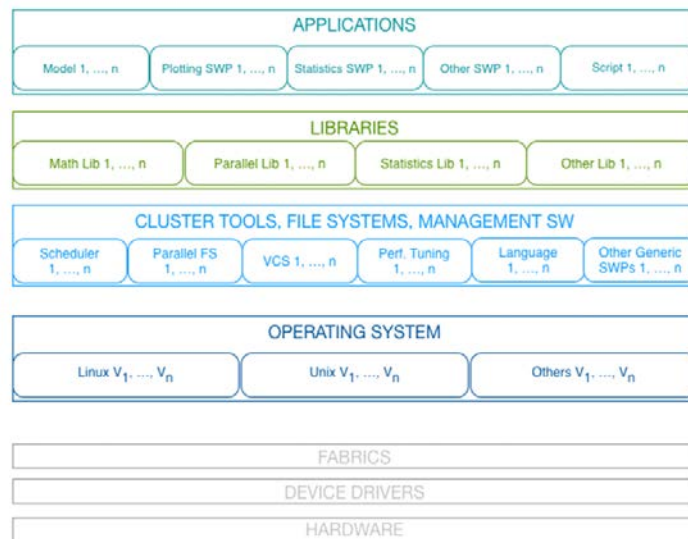 APPLICATIONS
Model 1, ..., n
Plotting SWP 1, ..., n
Statistics SWP 1, ..., n
Other SWP 1, ..., n
Script 1, ..., n
LIBRARIES
Math Lib 1, ..., n
Parallel Lib 1, ..., n
Statistics Lib 1, ..., n
Other Lib 1, ..., n
CLUSTER TOOLS, FILE SYSTEMS, MANAGEMENT SW
Scheduler
1, ..., n
Parallel FS
1, ..., n
VCS 1, ..., n
Perf. Tuning
1, ..., n
Language
1, ..., n
Other Generic
SWPs 1, ..., n
OPERATING SYSTEM
Linux V1, ..., Vn
Unix V1, ..., Vn
Others V1, ..., Vn
FABRICS
DEVICE DRIVERS
HARDWARE